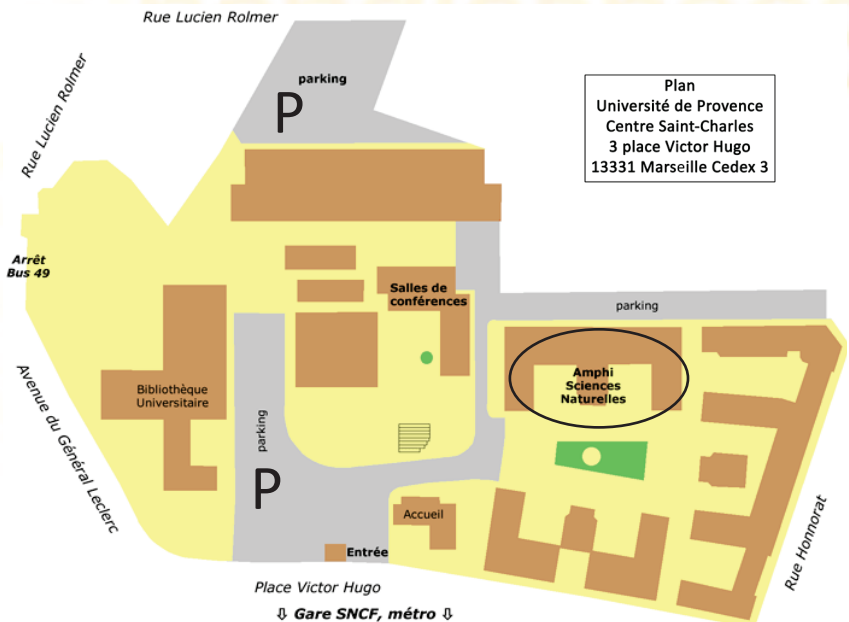 Rue Lucien Rolmer
parking
P
Plan
Université de Provence
Centre Saint-Charles
3 place Victor Hugo
13331 Marseille Cedex 3
Rue Lucien Rolmer
Arrêt
Bus 49
Salles de
conférences
parking
Amphi
Sciences
Naturelles
Bibliothèque
Universitaire
Avenue du Général Leclerc
parking
P
Accueil
Entrée
Rue Honnorat
Place Victor Hugo
⇩ Gare SNCF, métro ⇩